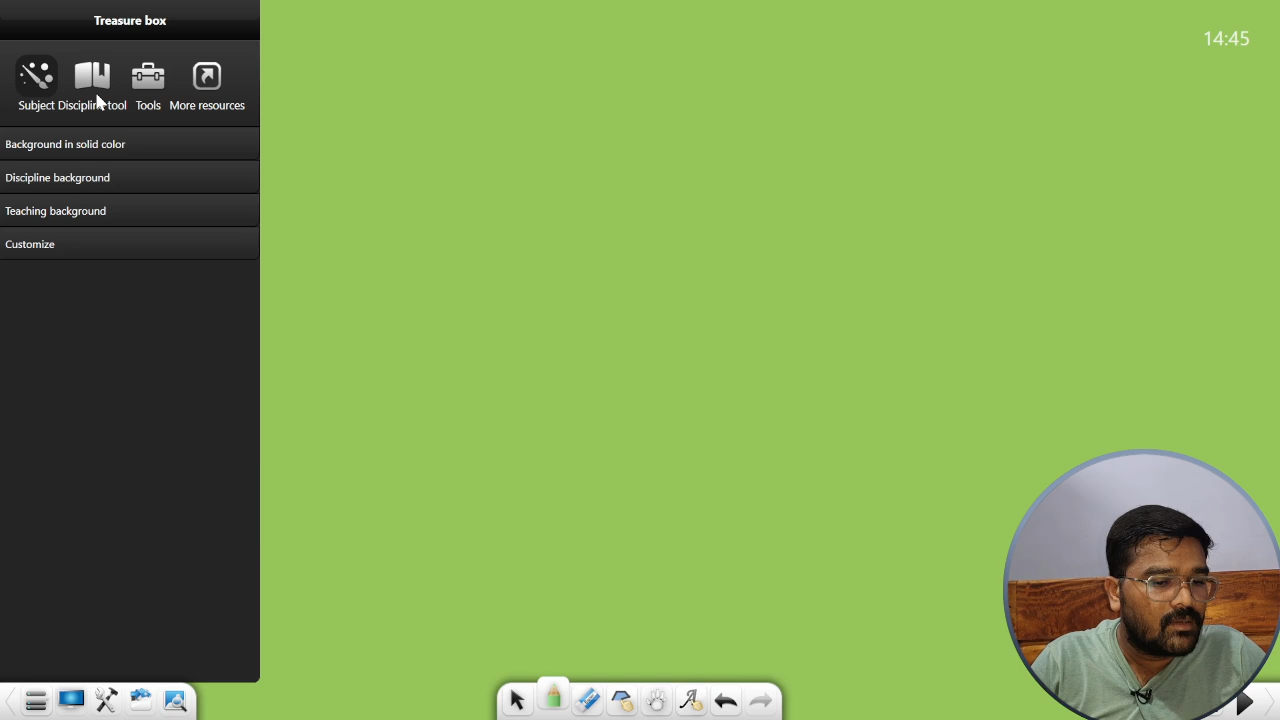 Treasure box
14:45
Subject Discipline tool Tools More resources
Background in solid color
Discipline background
Teaching background
Customize